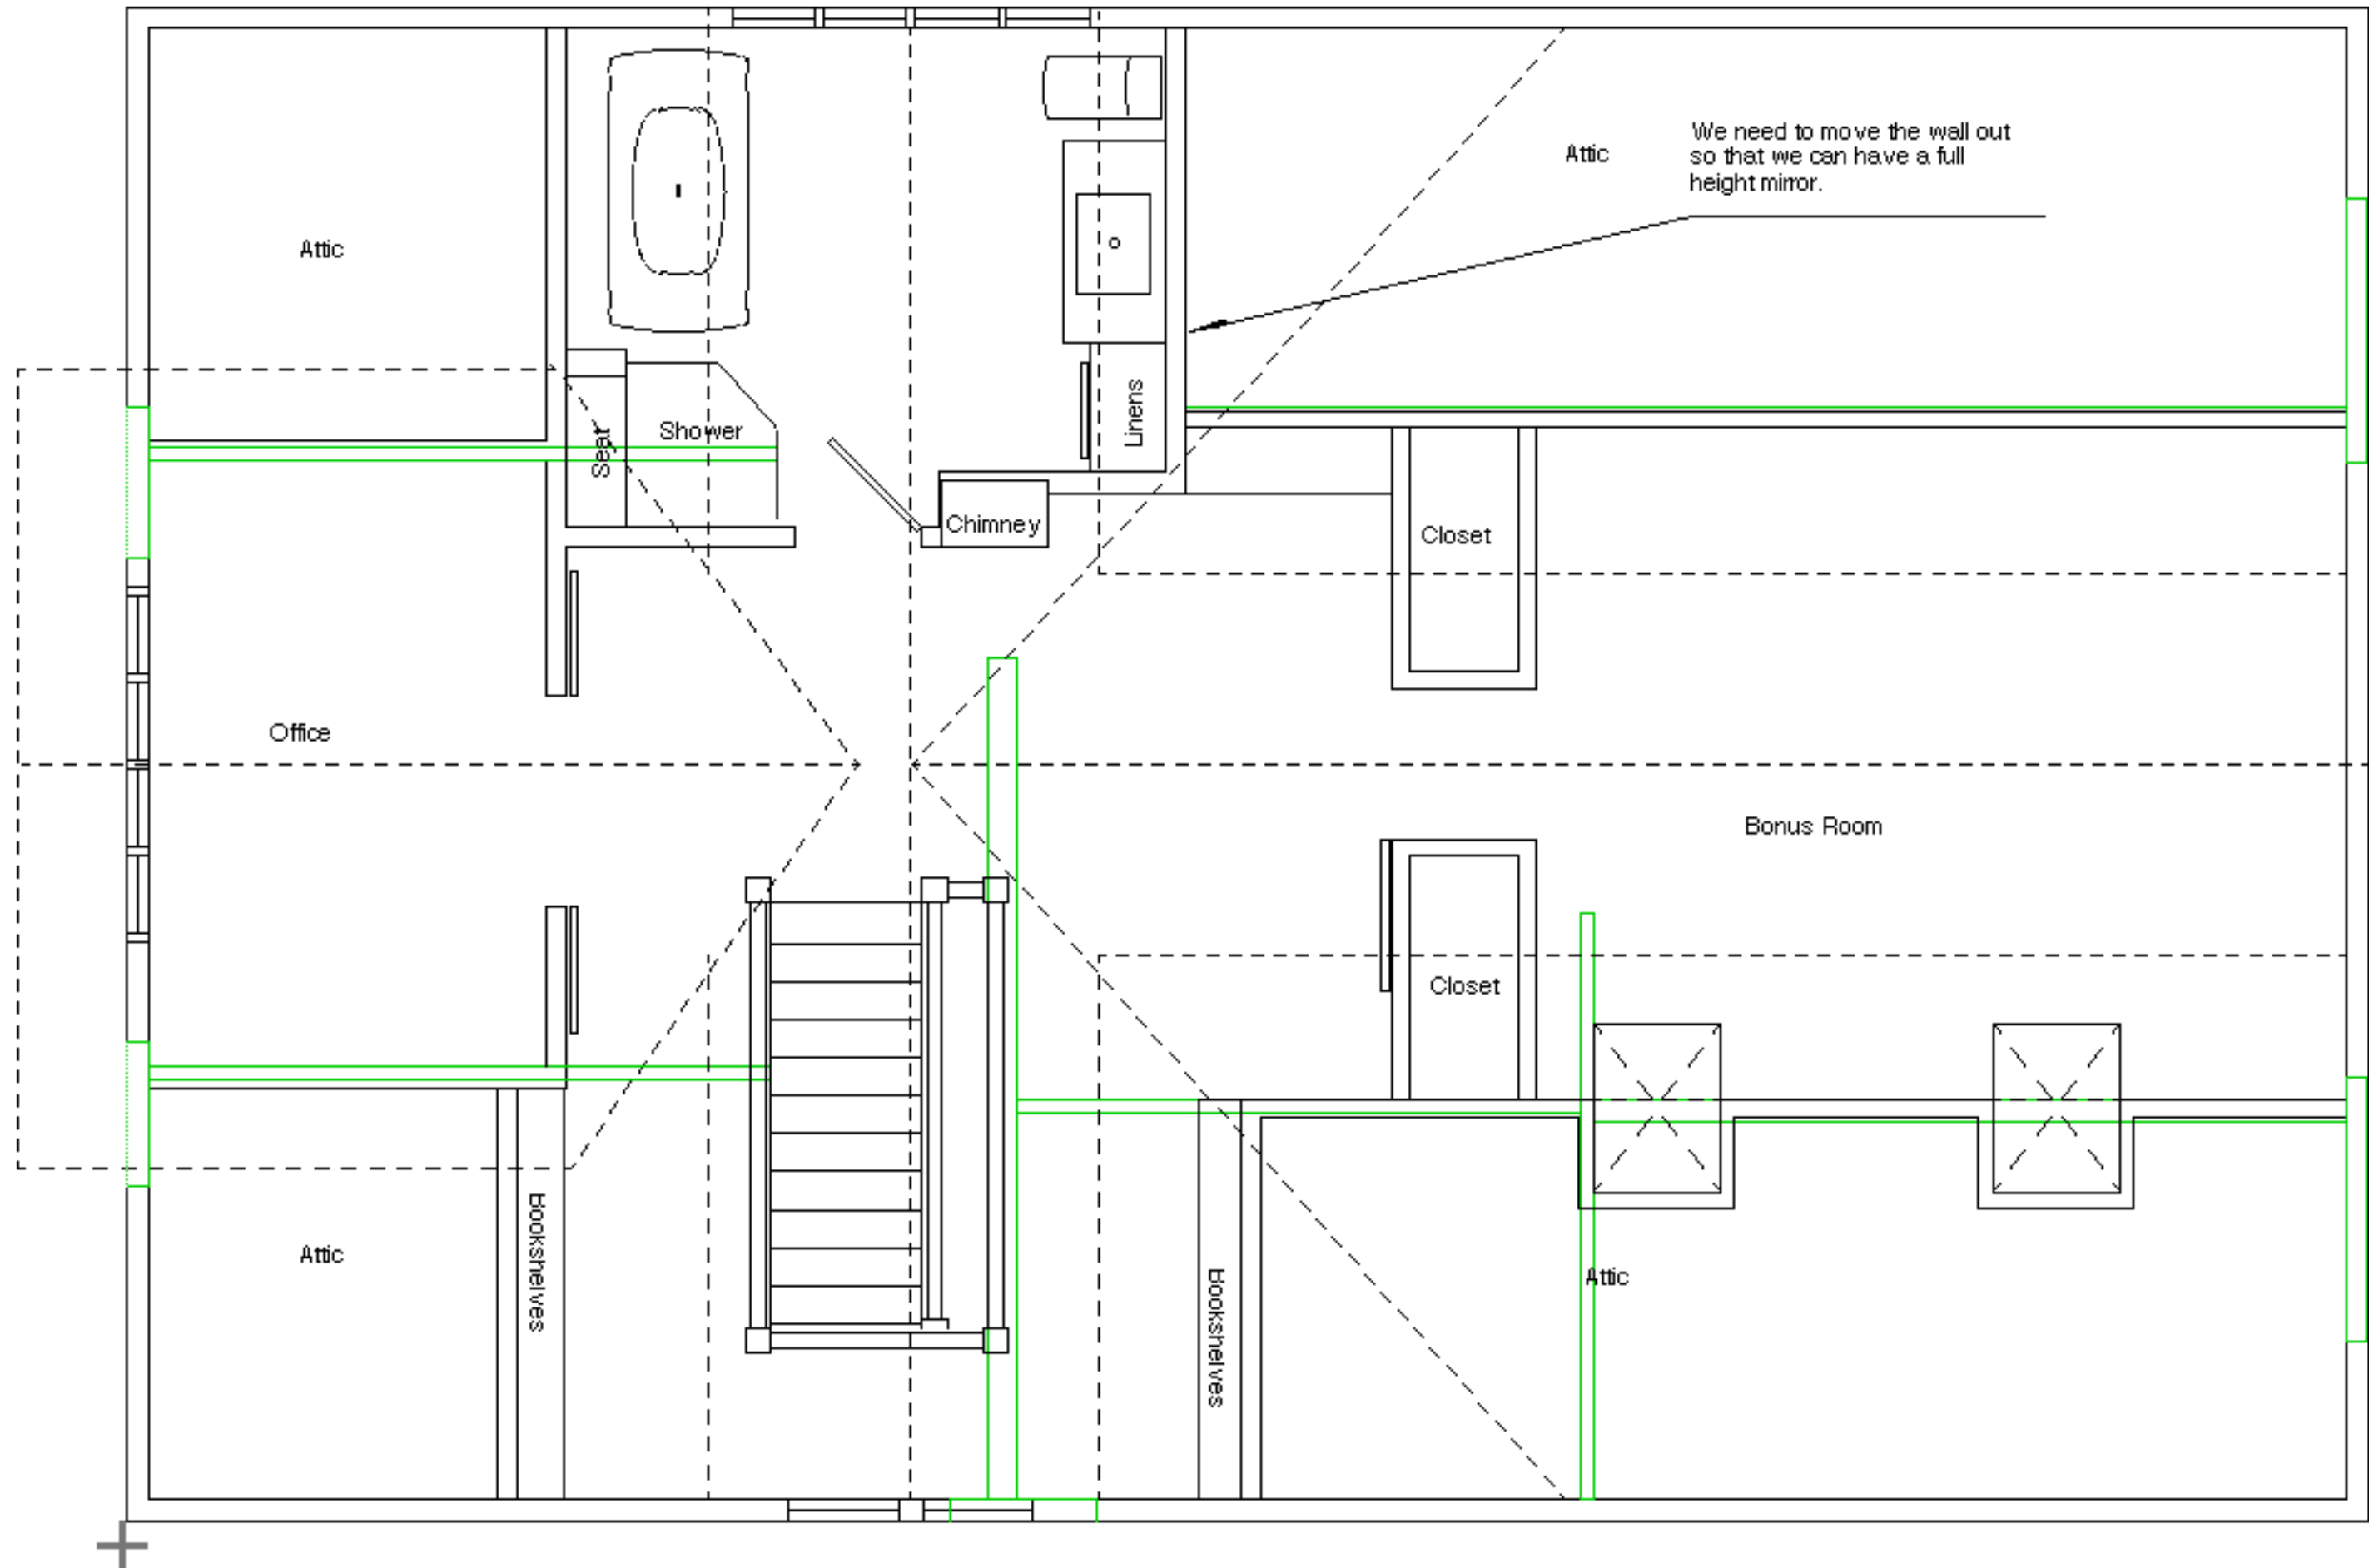 We need to move the wall out
so that we can have a full
height mirror.
Attic
Attic
Linens
Shower
Seat
Chimney
Closet
Office
Bonus Room
Closet
Bookshelves
Attic
Bookshelves
Attic